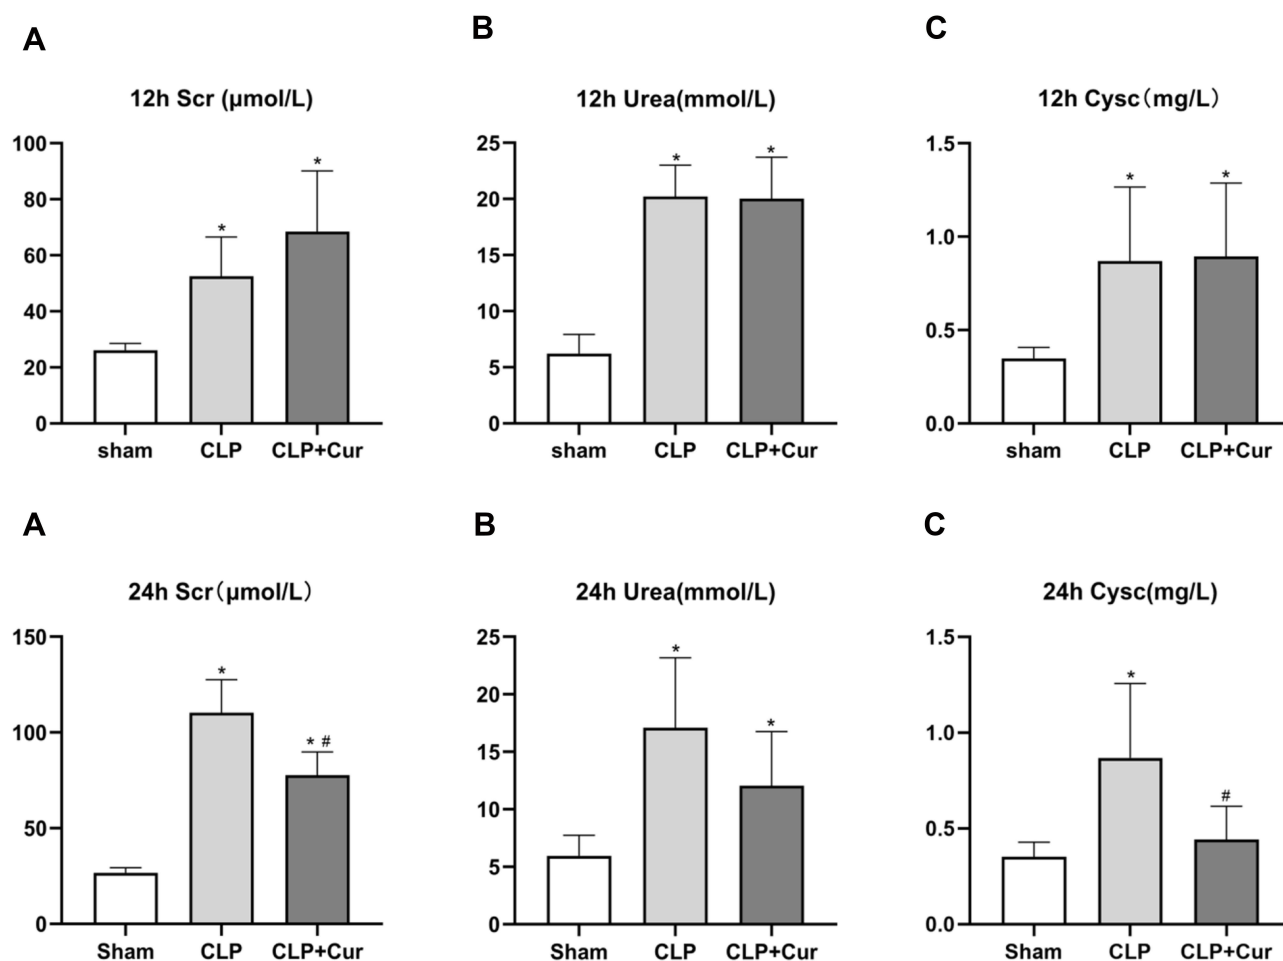 A
B
C
12h Scr (µmol/L)
12h Urea(mmol/L)
12h Cysc（mg/L）
100
80
60
40
20
0
*
*
sham
CLP
CLP+Cur
25
20
15
10
5
0
*
*
sham
CLP
CLP+Cur
1.5
1.0
0.5
0.0
*
*
sham
CLP
CLP+Cur
A
B
C
24h Scr（µmol/L）
24h Urea(mmol/L)
24h Cysc(mg/L)
150
100
50
0
*
* #
Sham
CLP
CLP+Cur
25
20
15
10
5
0
*
*
Sham
CLP
CLP+Cur
1.5
1.0
0.5
0.0
*
#
Sham
CLP
CLP+Cur